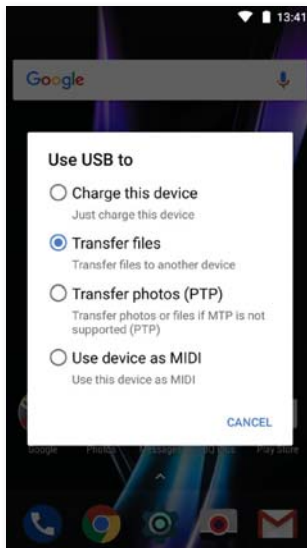 13:41
Google
Use USB to
Charge this device
Just charge this device
Transfer files
Transfer files to another device
Transfer photos (PTP)
Transfer photos or files if MTP is not
supported (PTP)
Use device as MIDI
Use this device as MIDI
CANCEL
Google Photos Messages Play Store